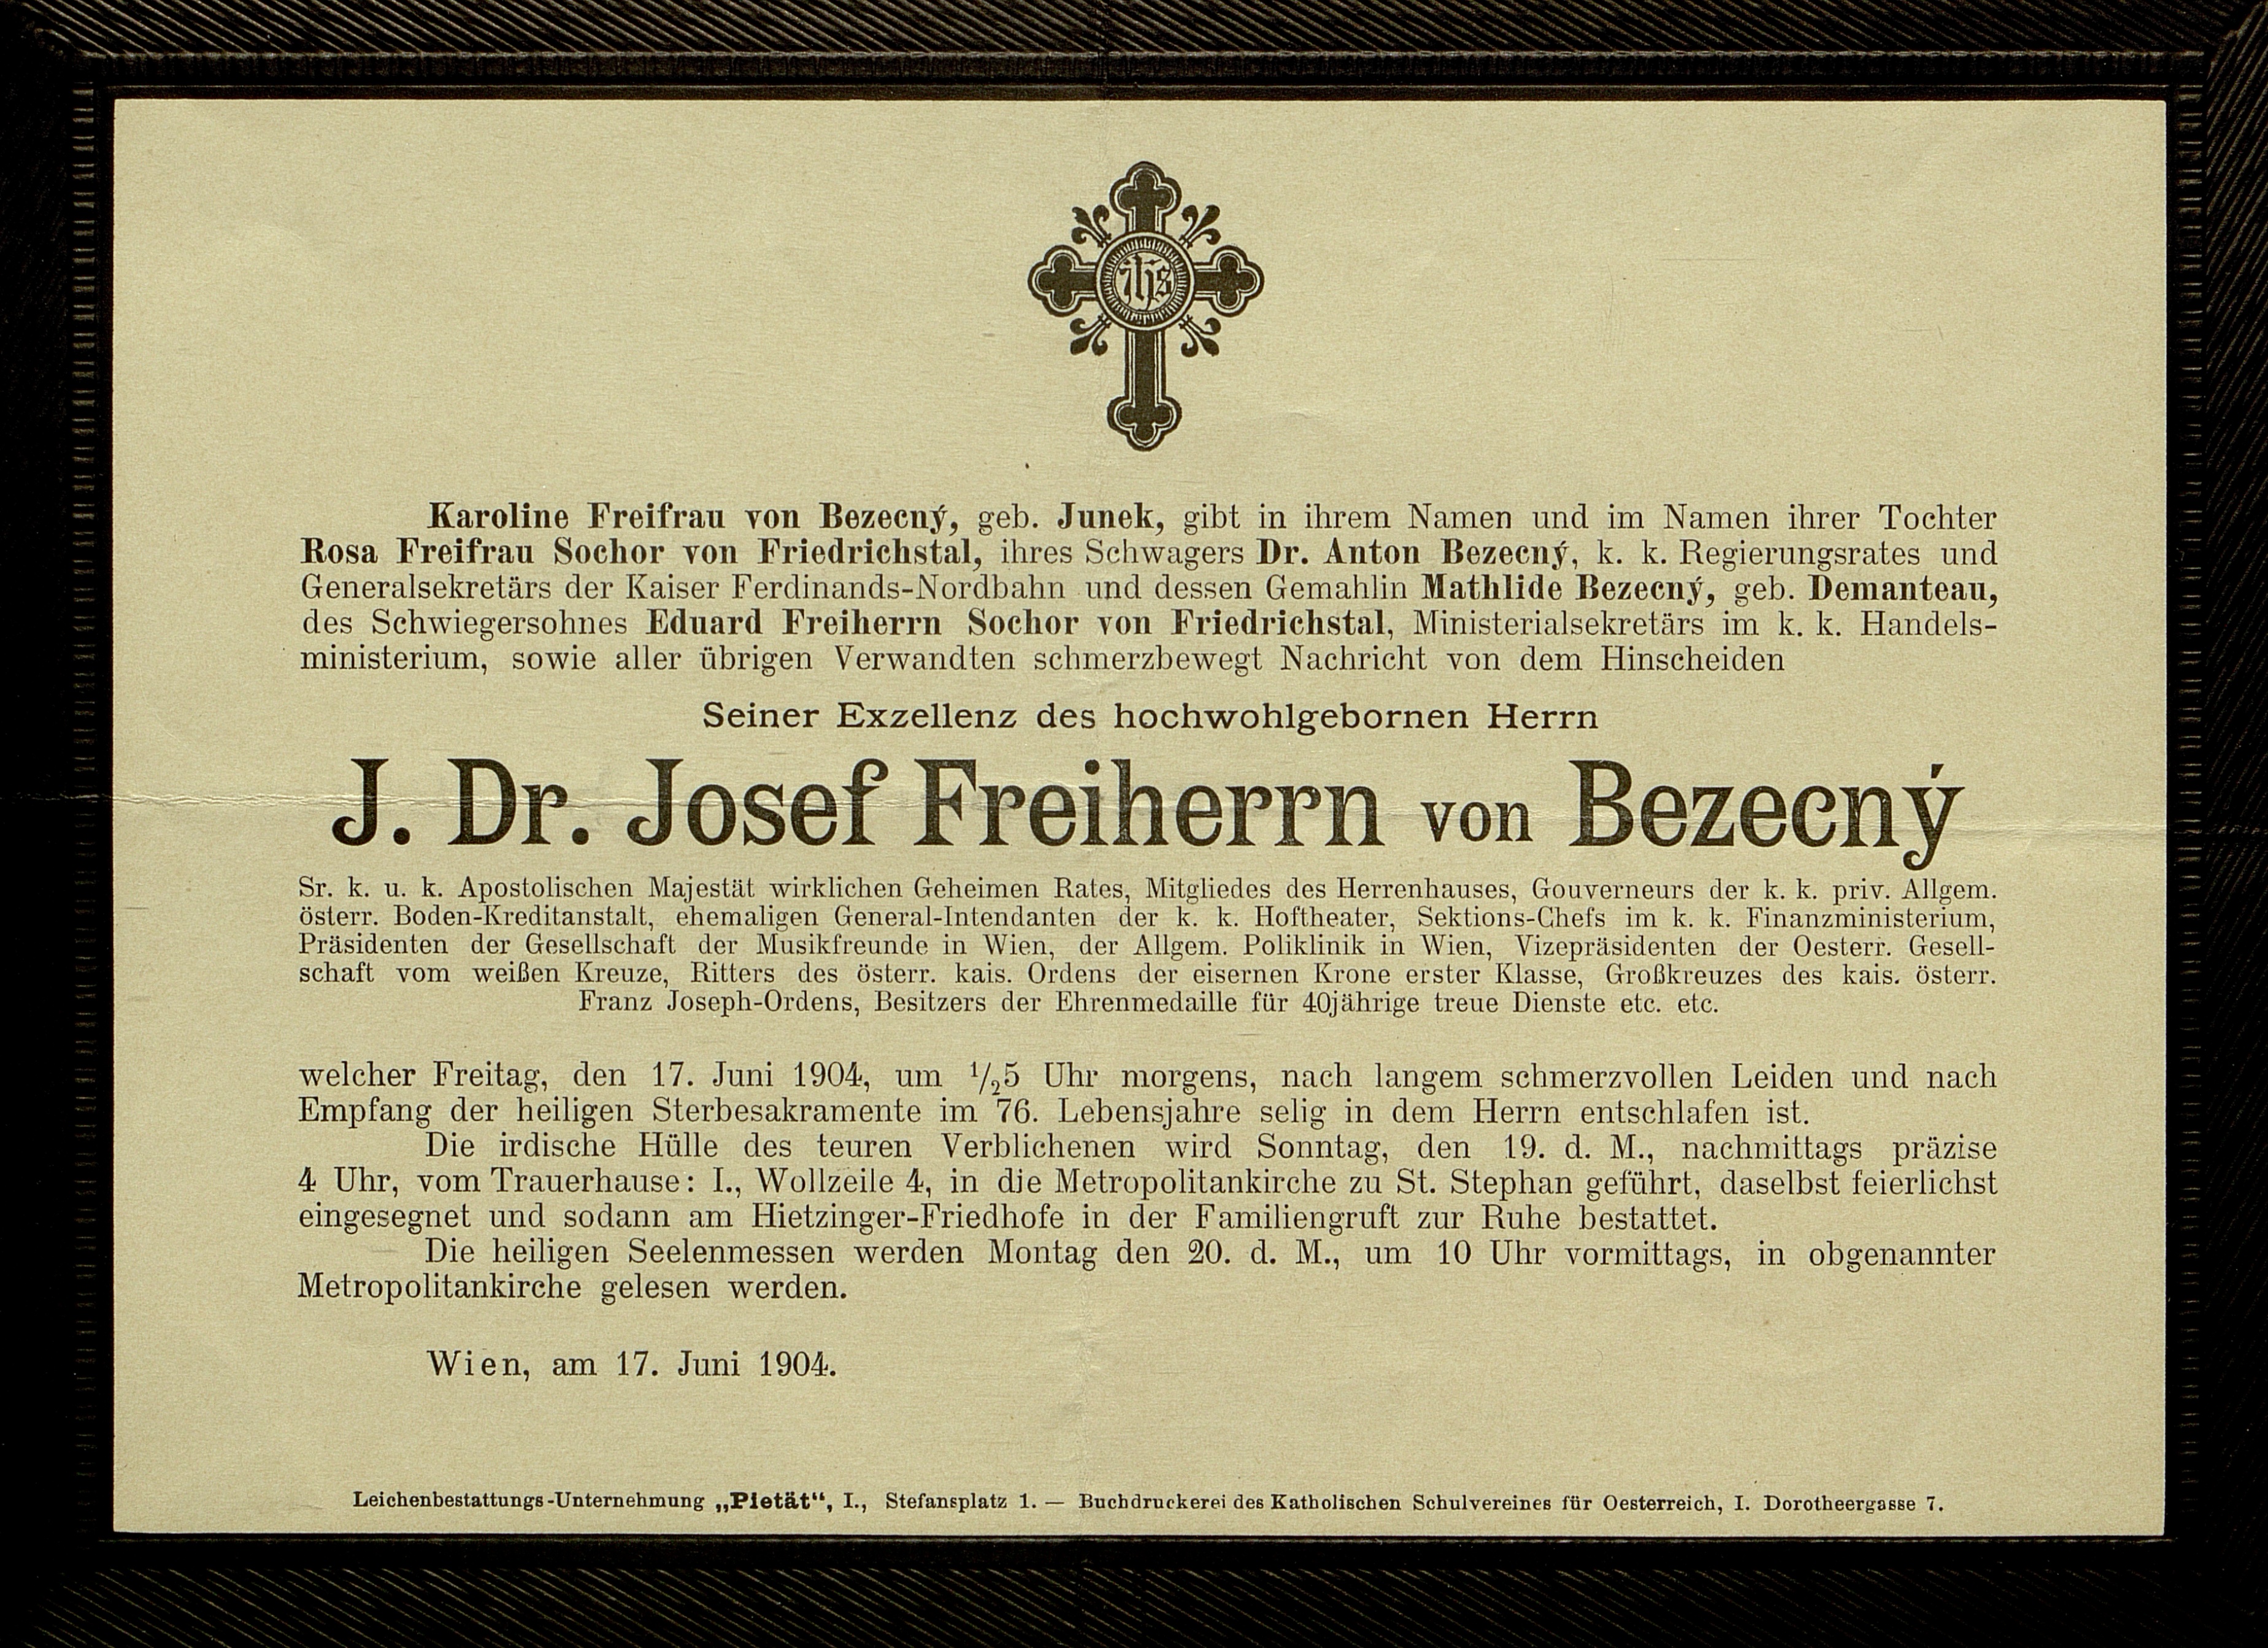 ihs
Karoline Freifrau von Bezecný, geb. Junek, gibt in ihrem Namen und im Namen ihrer Tochter
Rosa Freifrau Sochor von Friedrichstal, ihres Schwagers Dr. Anton Bezecný, k. k. Regierungsrates und
Generalsekretärs der Kaiser Ferdinands-Nordbahn und dessen Gemahlin Mathlide Bezecný, geb. Demanteau,
des Schwiegersohnes Eduard Freiherrn Sochor von Friedrichstal, Ministerialsekretärs im k. k. Handels-
ministerium, sowie aller übrigen Verwandten schmerzbewegt Nachricht von dem Hinscheiden
Seiner Exzellenz des hochwohlgebornen Herrn
J. Dr. Josef Freiherrn von Bezecný
Sr. k. u. k. Apostolischen Majestät wirklichen Geheimen Rates, Mitgliedes des Herrenhauses, Gouverneurs der k. k. priv. Allgem.
österr. Boden-Kreditanstalt, ehemaligen General-Intendanten der k. k. Hoftheater, Sektions-Chefs im k. k. Finanzministerium,
Präsidenten der Gesellschaft der Musikfreunde in Wien, der Allgem. Poliklinik in Wien, Vizepräsidenten der Oesterr. Gesell-
schaft vom weißen Kreuze, Ritters des österr. kais. Ordens der eisernen Krone erster Klasse, Großkreuzes des kais. österr.
Franz Joseph-Ordens, Besitzers der Ehrenmedaille für 40jährige treue Dienste etc. etc.
welcher Freitag, den 17. Juni 1904, um 1/25 Uhr morgens, nach langem schmerzvollen Leiden und nach
Empfang der heiligen Sterbesakramente im 76. Lebensjahre selig in dem Herrn entschlafen ist.
Die irdische Hülle des teuren Verblichenen wird Sonntag, den 19. d. M., nachmittags präzise
4 Uhr, vom Trauerhause: I., Wollzeile 4, in die Metropolitankirche zu St. Stephan geführt, daselbst feierlichst
eingesegnet und sodann am Hietzinger-Friedhofe in der Familiengruft zur Ruhe bestattet.
Die heiligen Seelenmessen werden Montag den 20. d. M., um 10 Uhr vormittags, in obgenannter
Metropolitankirche gelesen werden.
Wien, am 17. Juni 1904.
Leichenbestattungs-Unternehmung „Pietät“, I., Stefansplatz 1. — Buchdruckerei des Katholischen Schulvereines für Oesterreich, I. Dorotheergasse 7.